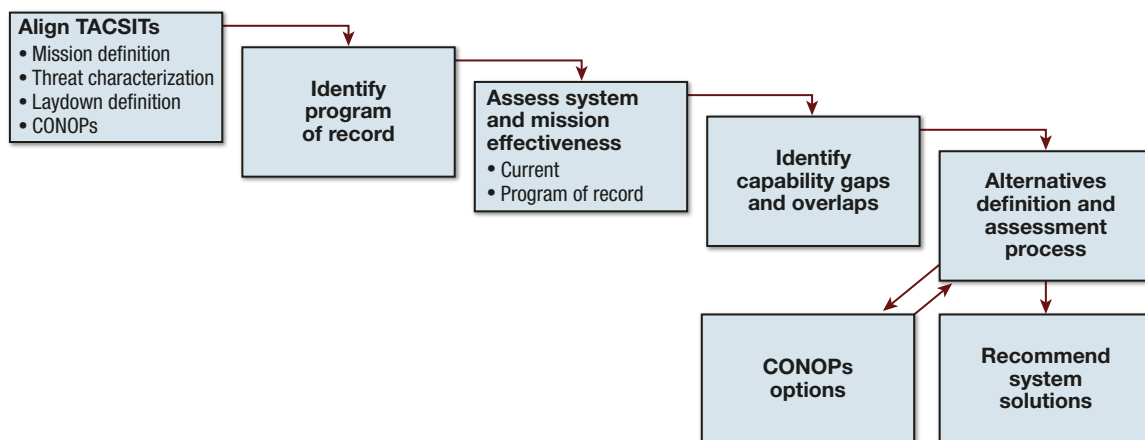 Align TACSITs
• Mission definition
• Threat characterization
• Laydown definition
• CONOPs
Identify
program
of record
Assess system
and mission
effectiveness
• Current
• Program of record
Identify
capability gaps
and overlaps
Alternatives
definition and
assessment
process
CONOPs
options
Recommend
system
solutions